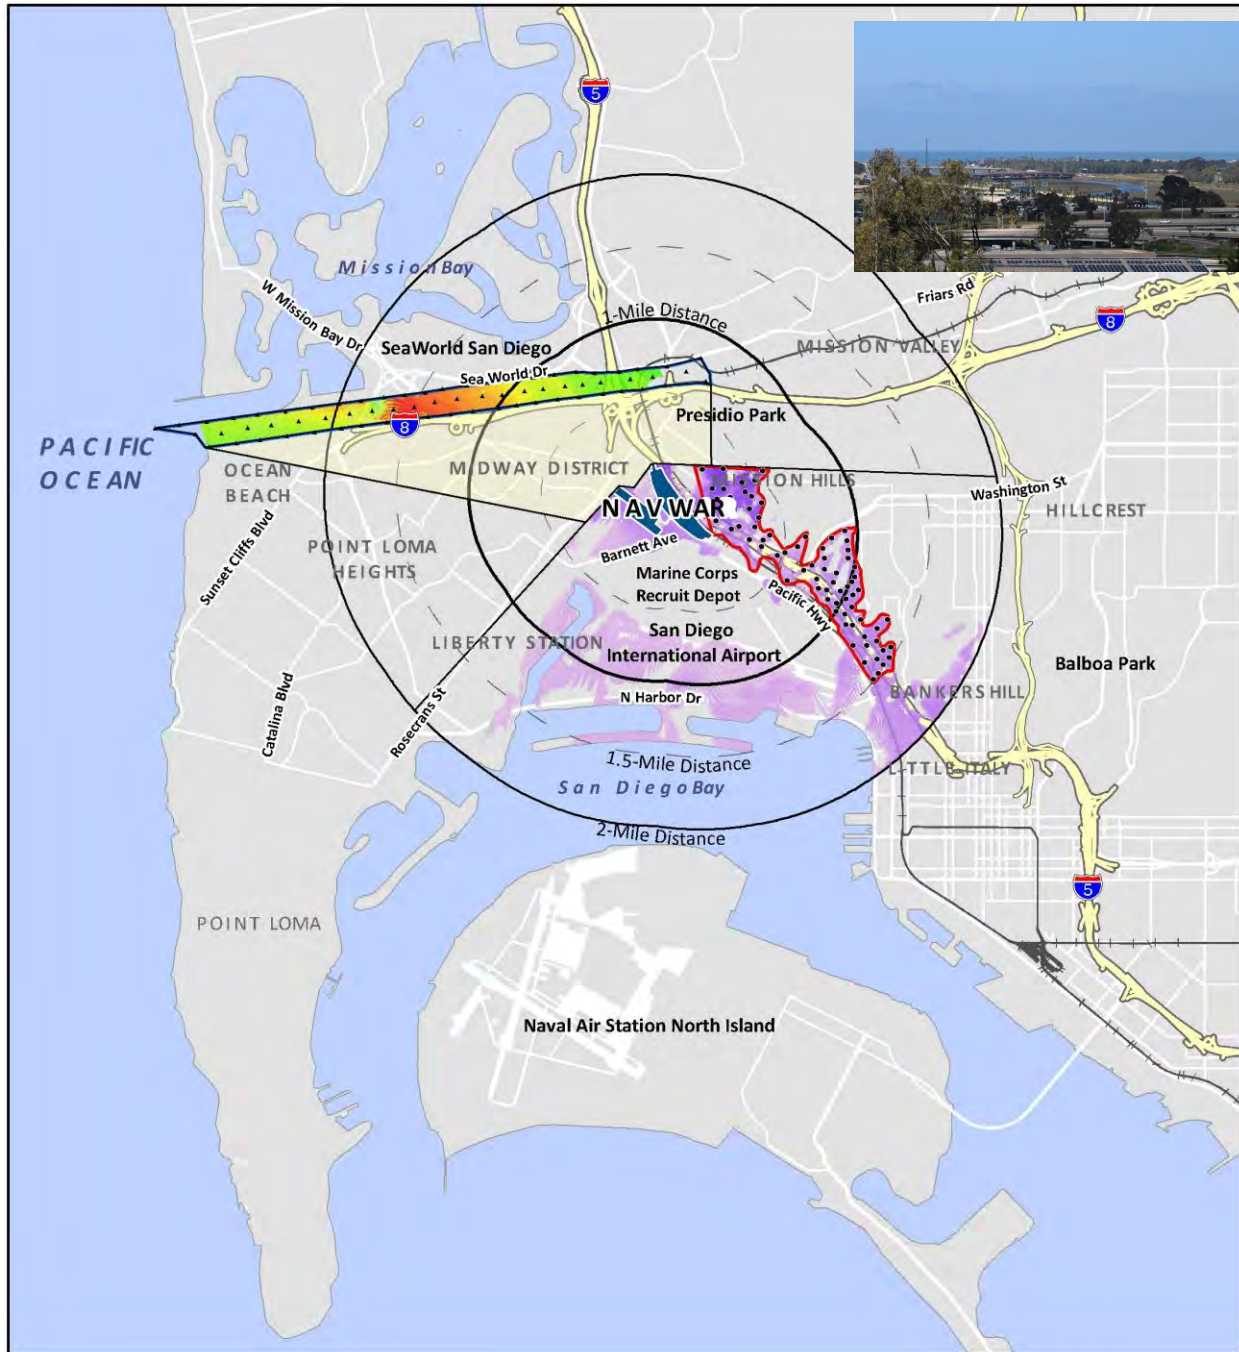 5
Mission Bay
W Mission Bay Dr
1-Mile Distance
Friars Rd
8
MISSION VALLEY
SeaWorld San Diego
Sea World Dr
Presidio Park
8
PACIFIC
OCEAN
OCEAN
BEACH
MIDWAY DISTRICT
MISSION HILLS
Washington St
HILLCREST
NAVWAR
Sunset Cliffs Blvd
POINT LOMA
HEIGHTS
Barnett Ave
Marine Corps
Recruit Depot
Pacific Hwy
LIBERTY STATION
San Diego
International Airport
Balboa Park
BANKERS HILL
N Harbor Dr
Catalina Blvd
Rosecrans St
1.5-Mile Distance
LITTLE ITALY
San Diego Bay
2-Mile Distance
5
POINT LOMA
Naval Air Station North Island